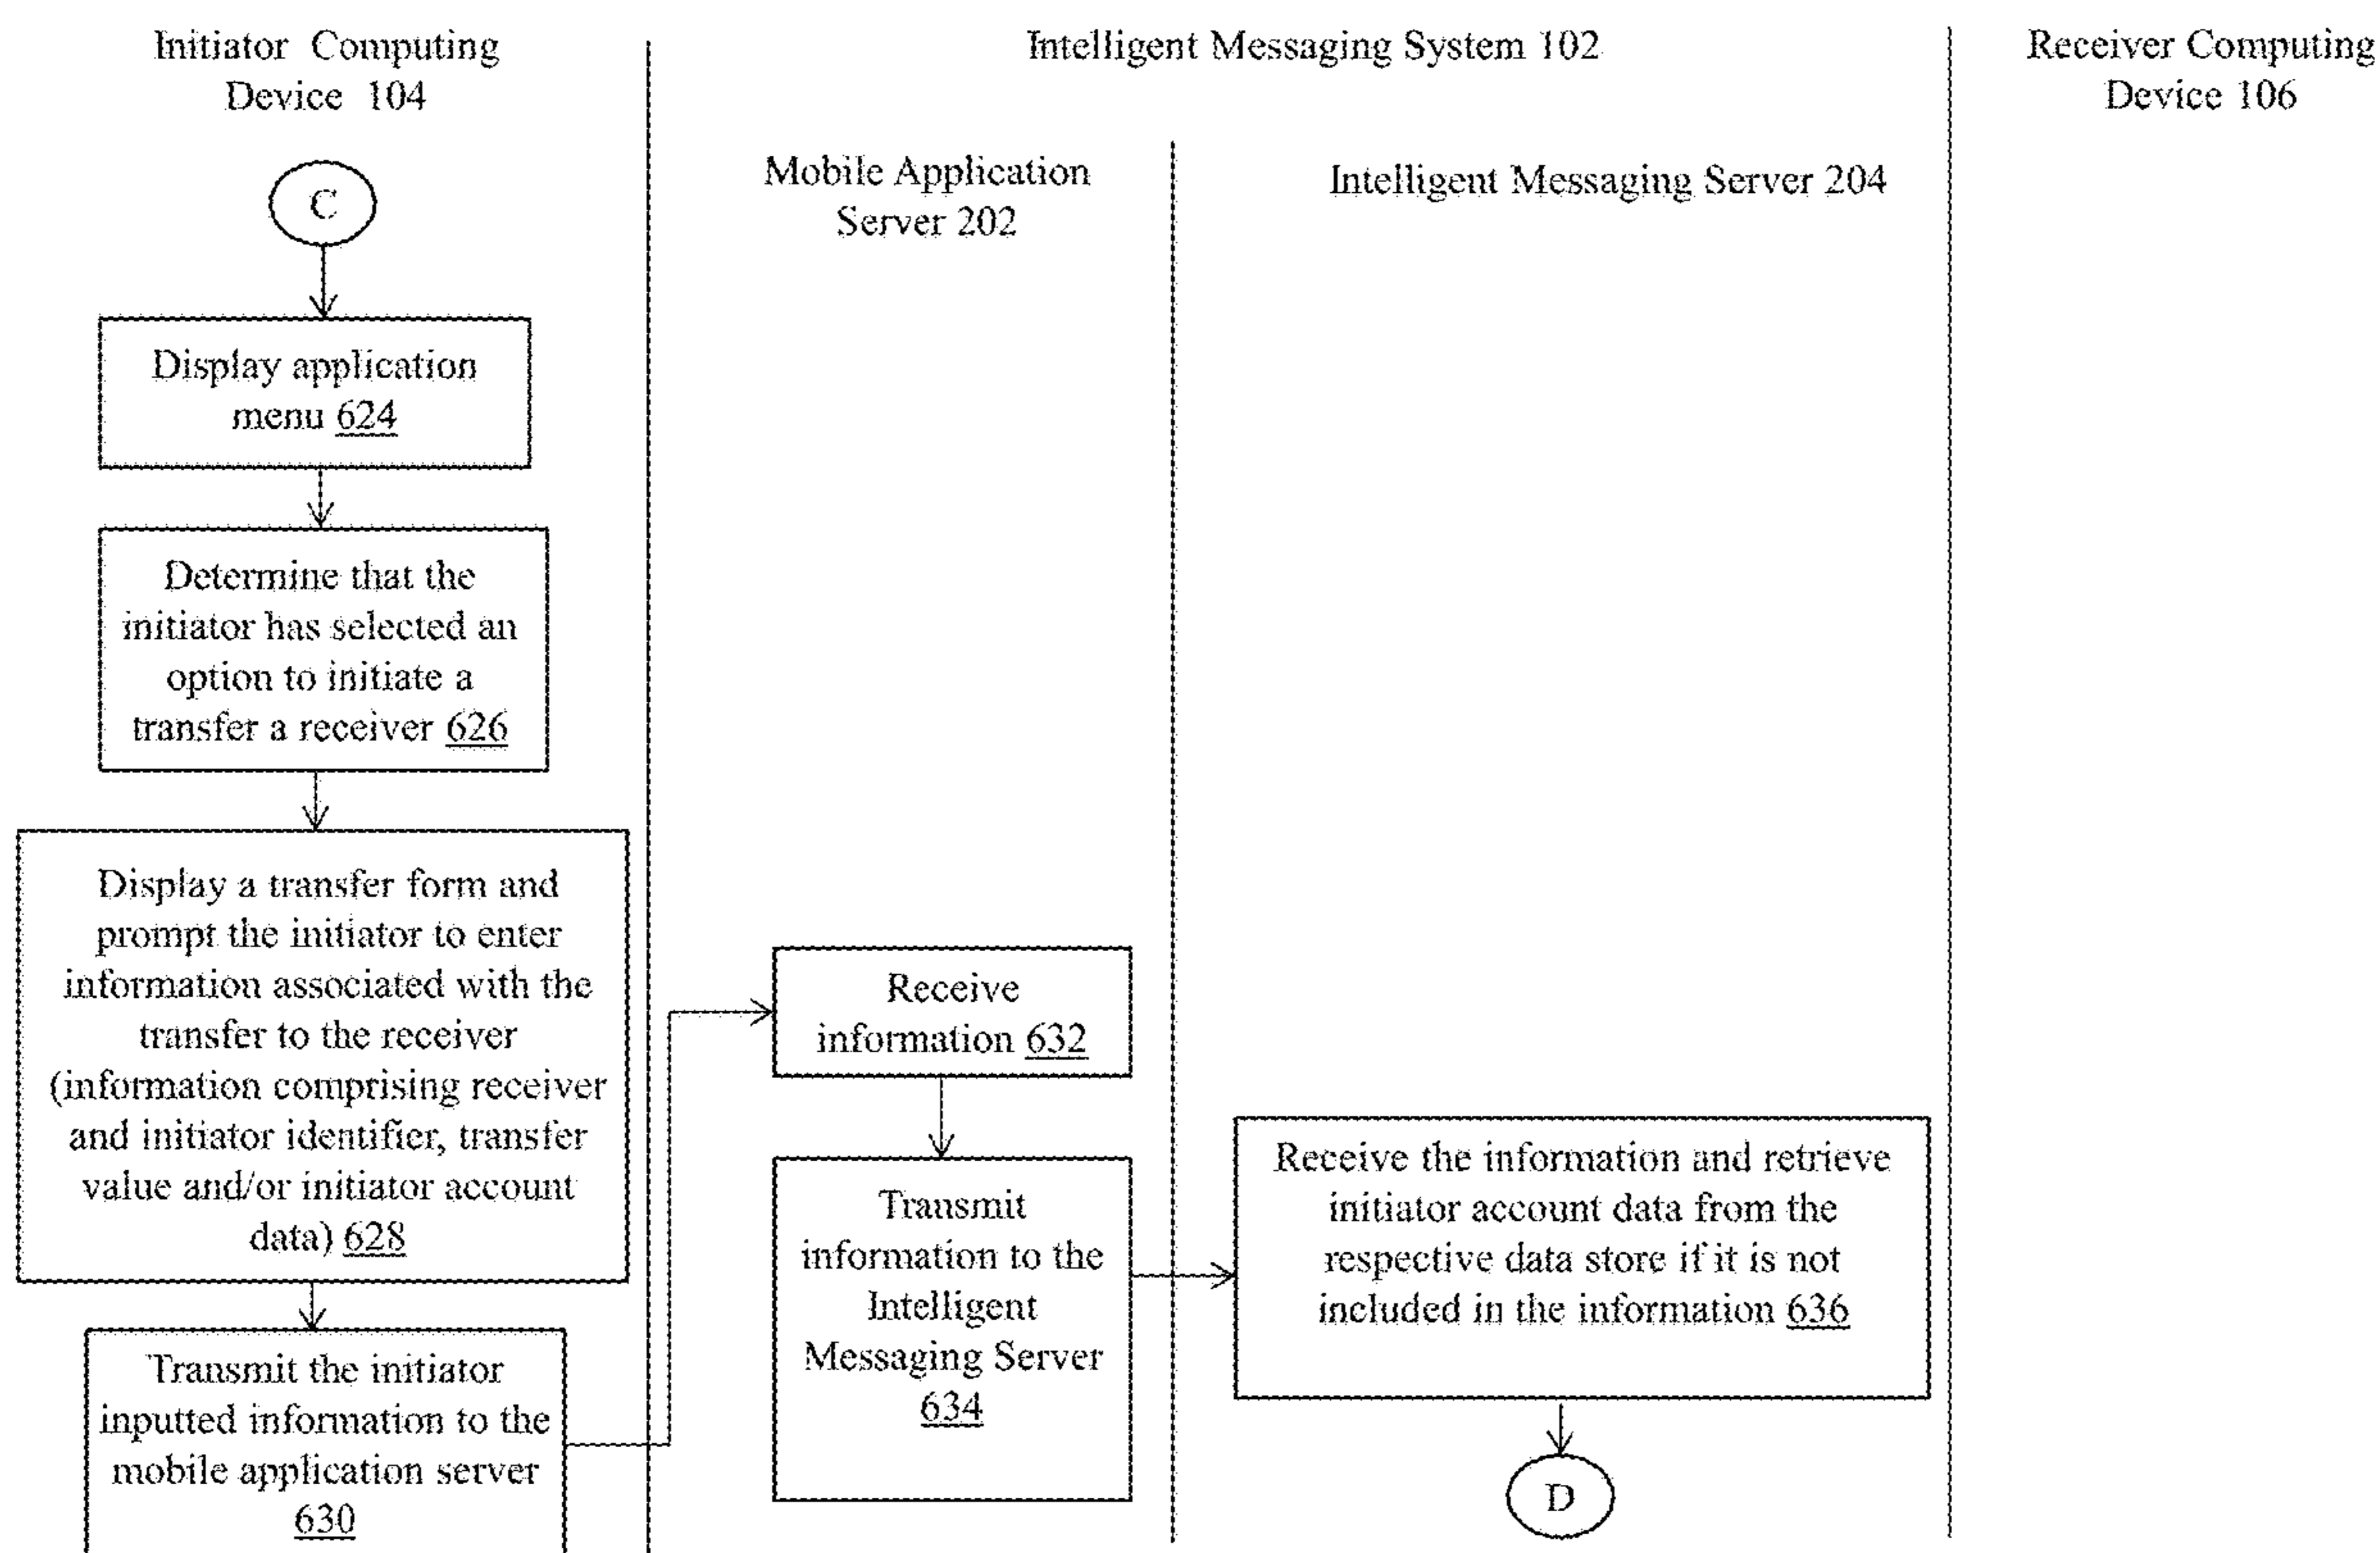 Initiator Computing
Device 104
Intelligent Messaging System 102
Receiver Computing
Device 106
Mobile Application
Server 202
Intelligent Messaging Server 204
C
Display application
menu 624
Determine that the
initiator has selected an
option to initiate a
transfer a receiver 626
Display a transfer form and
prompt the initiator to enter
information associated with the
transfer to the receiver
(information comprising receiver
and initiator identifier, transfer
value and/or initiator account
data) 628
Transmit the initiator
inputted information to the
mobile application server
630
Receive
information 632
Transmit
information to the
Intelligent
Messaging Server
634
Receive the information and retrieve
initiator account data from the
respective data store if it is not
included in the information 636
D